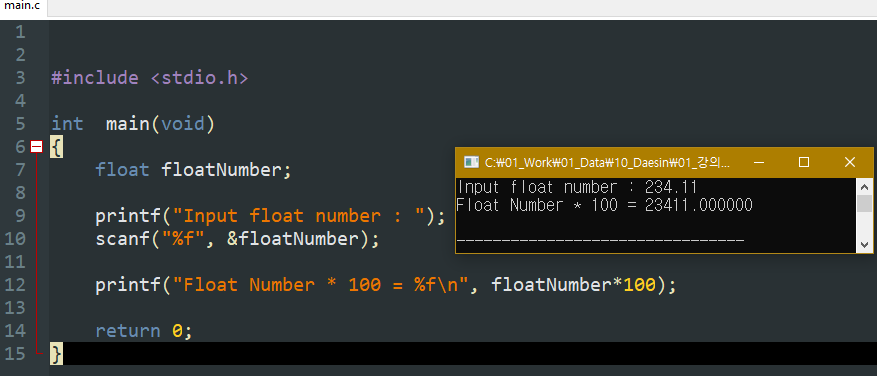 main.c
1
2
3 #include <stdio.h>
4
5 int  main(void)
6 {
7     float floatNumber;
8
9     printf("Input float number : ");
10     scanf("%f", &floatNumber);
11
12     printf("Float Number * 100 = %f\n", floatNumber*100);
13
14     return 0;
15 }
C:₩01_Work₩01_Data₩10_Daesin₩01_강의...
Input float number : 234.11
Float Number * 100 = 23411.000000
--------------------------------